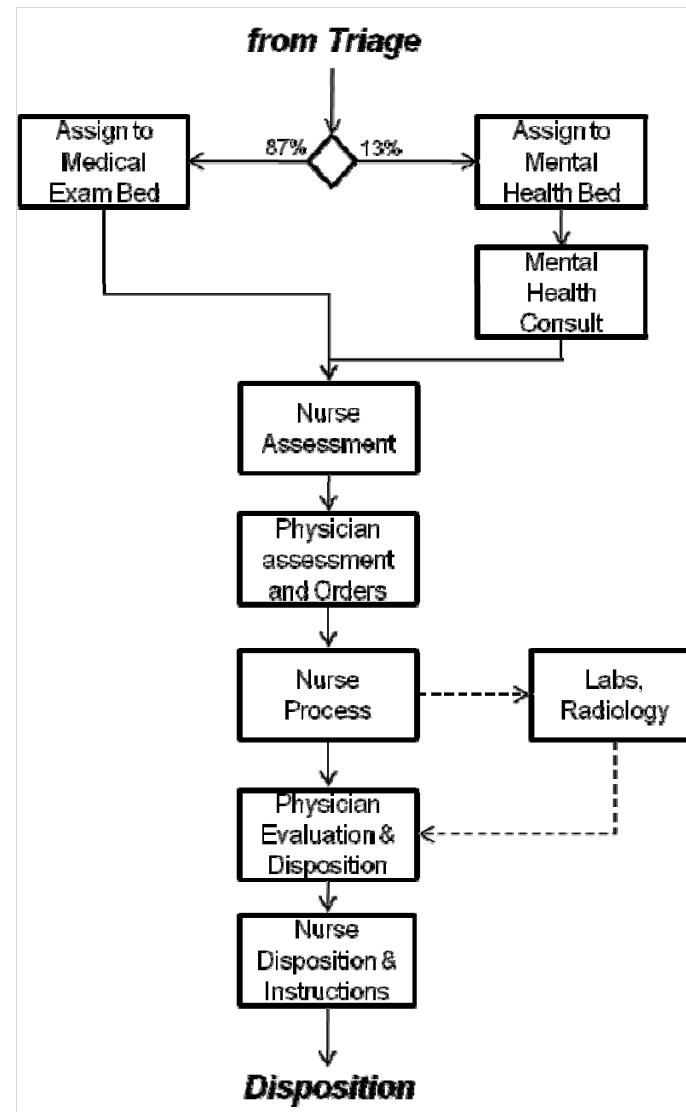 from Triage
Assign to
Medical
Exam Bed
87%
13%
Assign to
Mental
Health Bed
Mental
Health
Consult
Nurse
Assessment
Physician
assessment
and Orders
Nurse
Process
Labs,
Radiology
Physician
Evaluation &
Disposition
Nurse
Disposition &
Instructions
Disposition